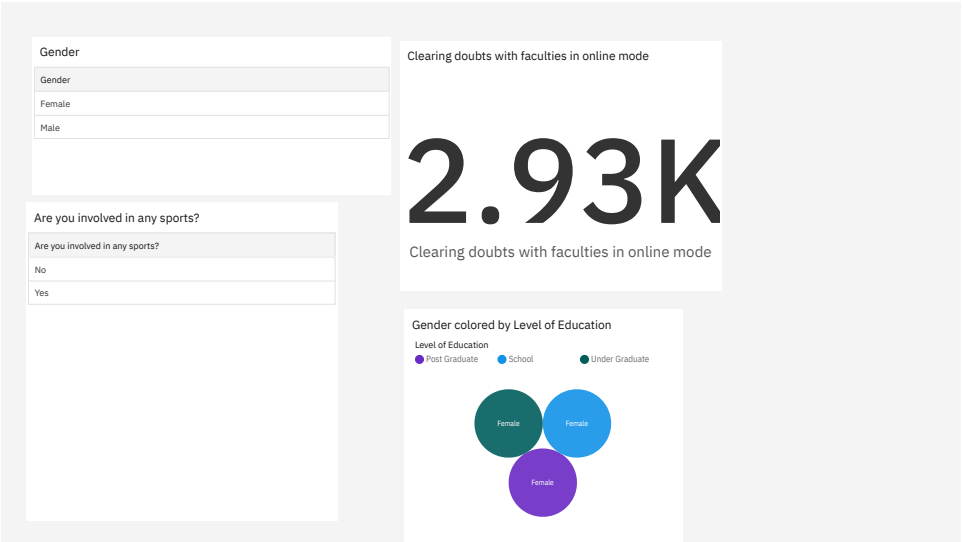 Gender
Gender
Female
Male
Are you involved in any sports?
Are you involved in any sports?
No
Yes
Clearing doubts with faculties in online mode
2.93K
Clearing doubts with faculties in online mode
Gender colored by Level of Education
Level of Education
Post Graduate School Under Graduate
Female Female
Female